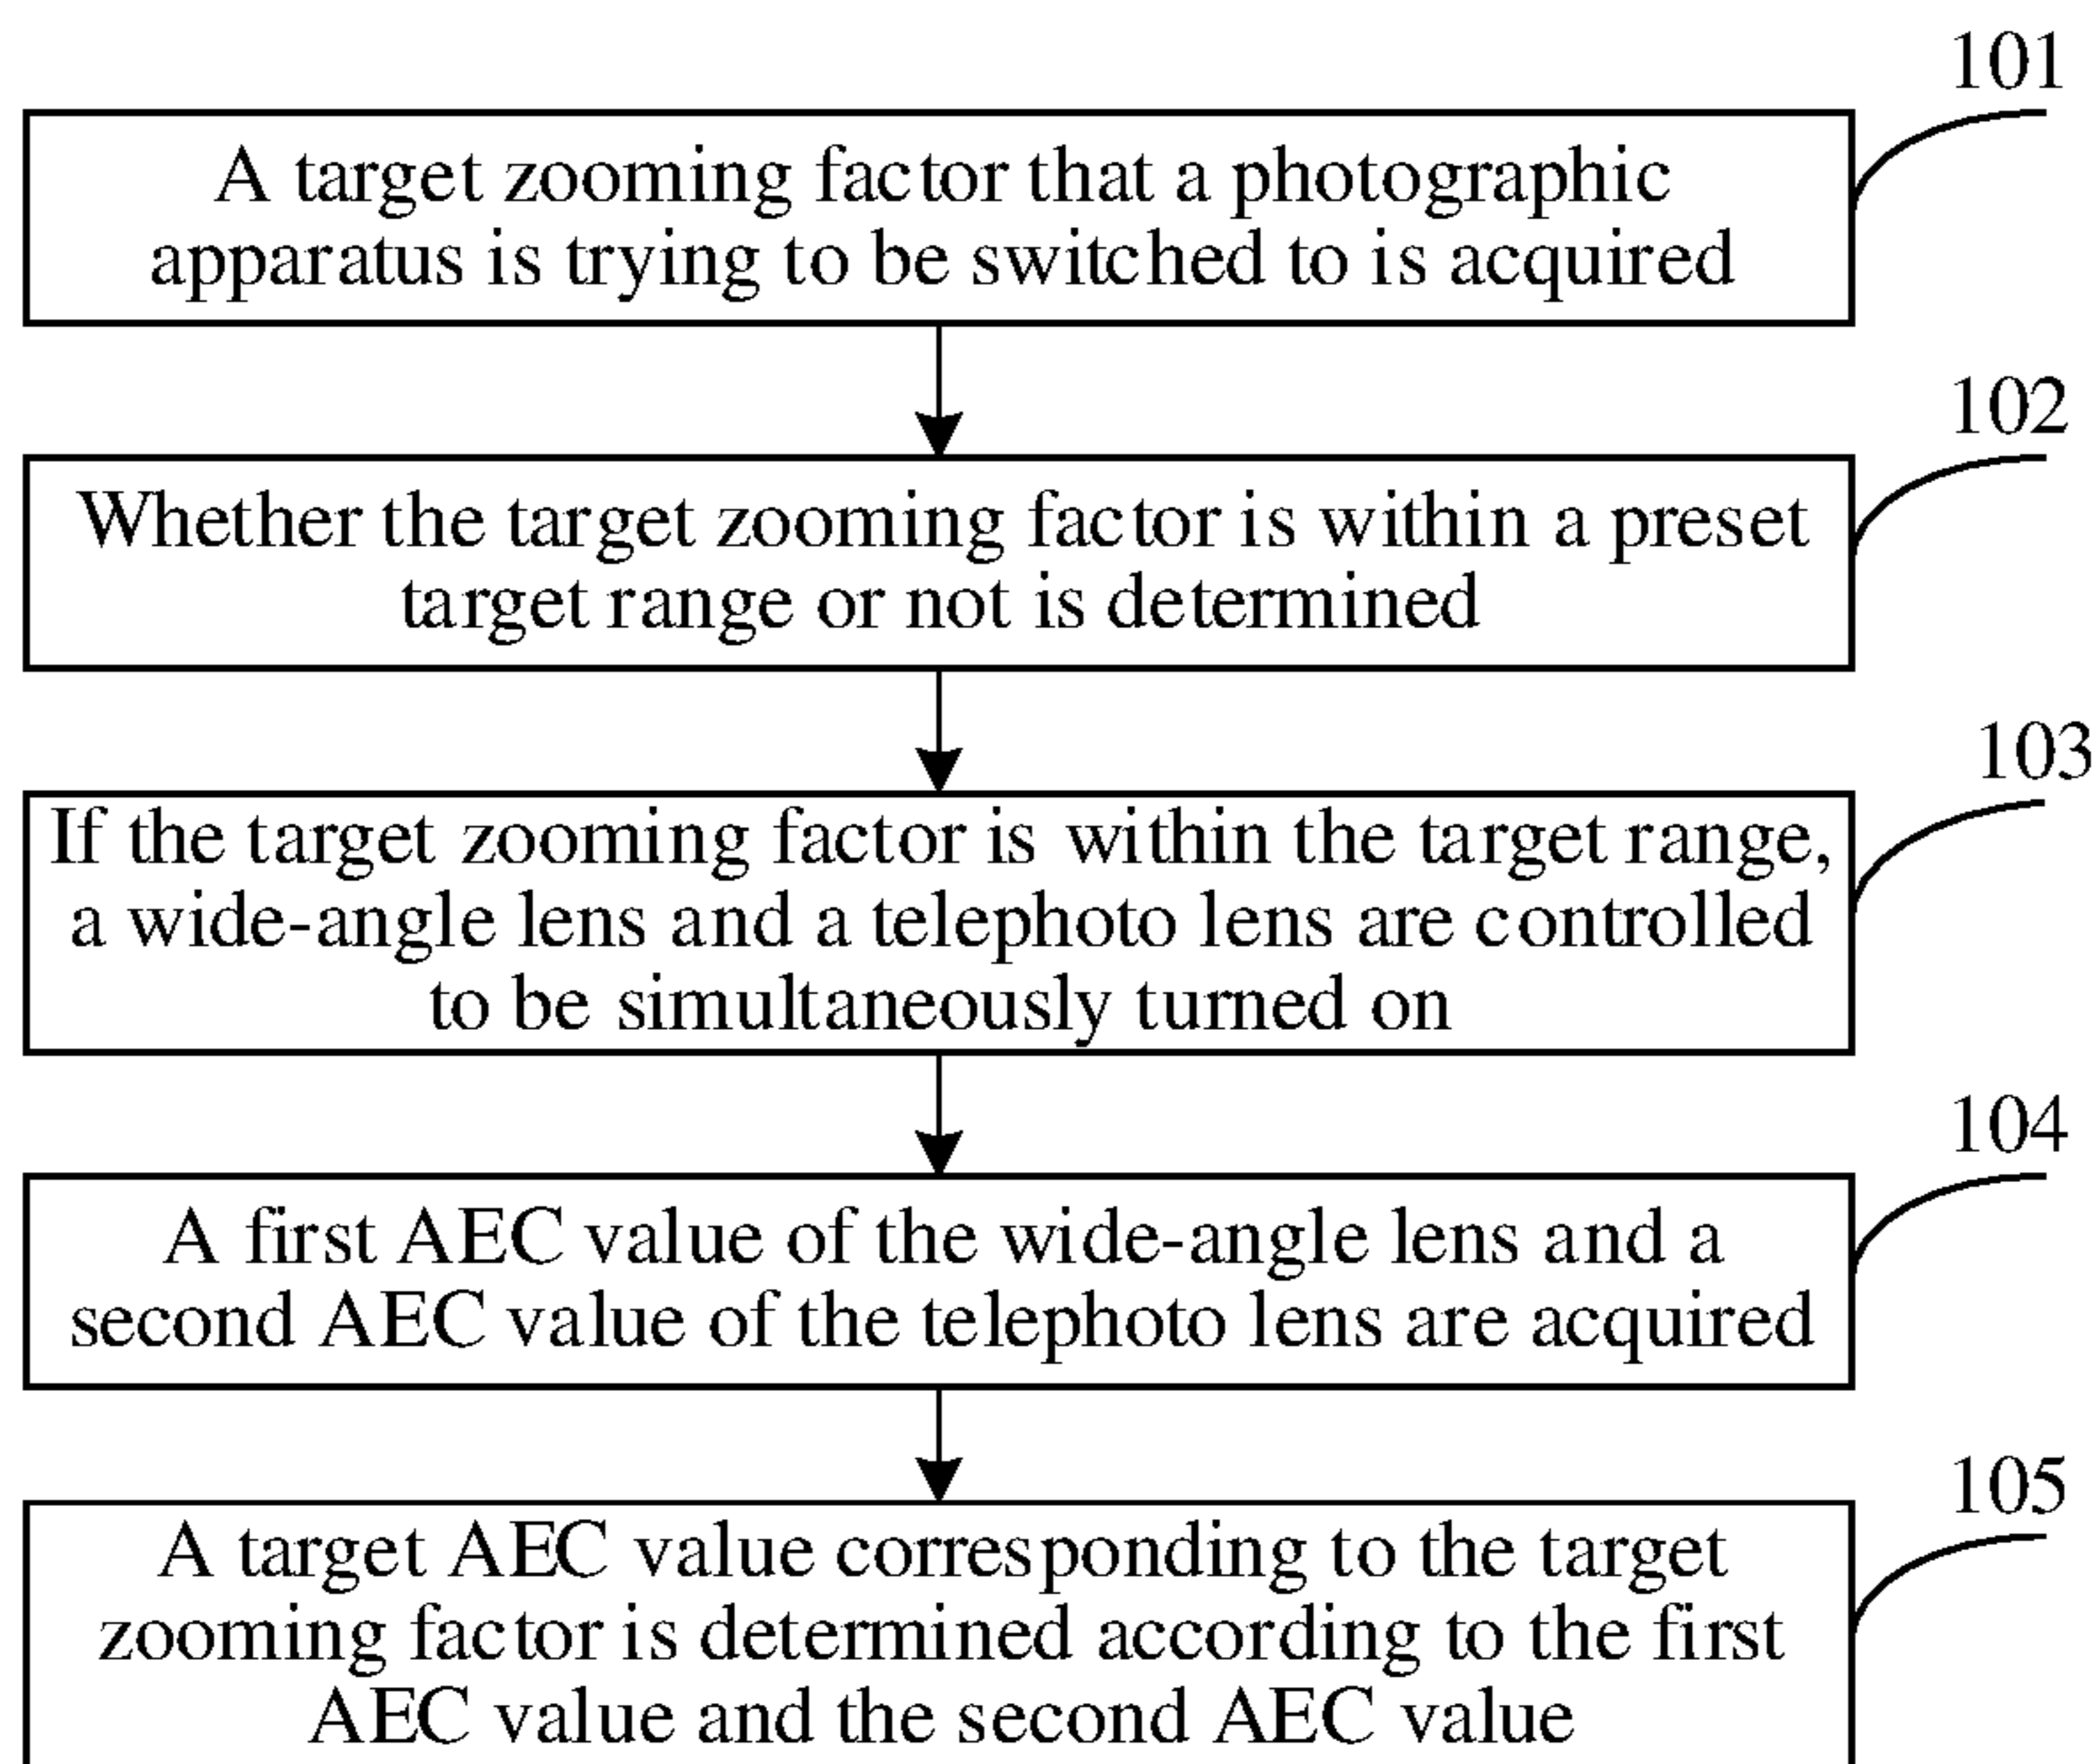 101
A target zooming factor that a photographic
apparatus is trying to be switched to is acquired
102
Whether the target zooming factor is within a preset
target range or not is determined
103
If the target zooming factor is within the target range,
a wide-angle lens and a telephoto lens are controlled
to be simultaneously turned on
104
A first AEC value of the wide-angle lens and a
second AEC value of the telephoto lens are acquired
105
A target AEC value corresponding to the target
zooming factor is determined according to the first
AEC value and the second AEC value